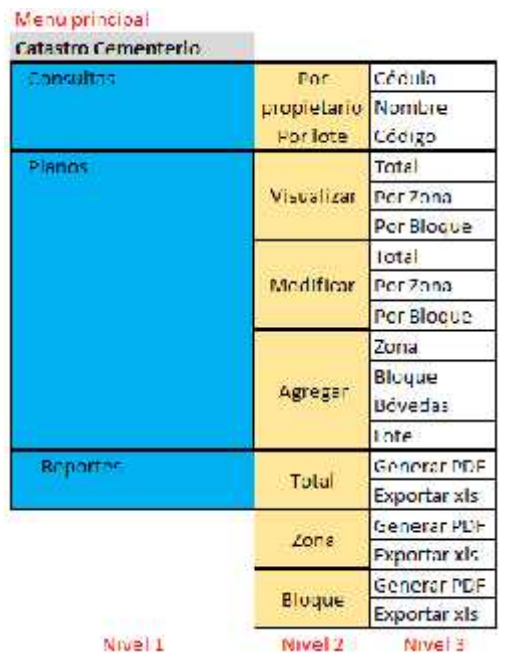 Menu principal
Catastro Cementerio
Consultas
Por propietario
Cédula
Nombre
Por lote
Código
Planos
Visualizar
Total
Por Zona
Por Bloque
Modificar
Total
Por Zona
Por Bloque
Agregar
Zona
Bloque
Bóvedas
Lote
Reportes
Total
Generar PDF
Exportar xls
Zona
Generar PDF
Exportar xls
Bloque
Generar PDF
Exportar xls
Nivel 1
Nivel 2
Nivel 3